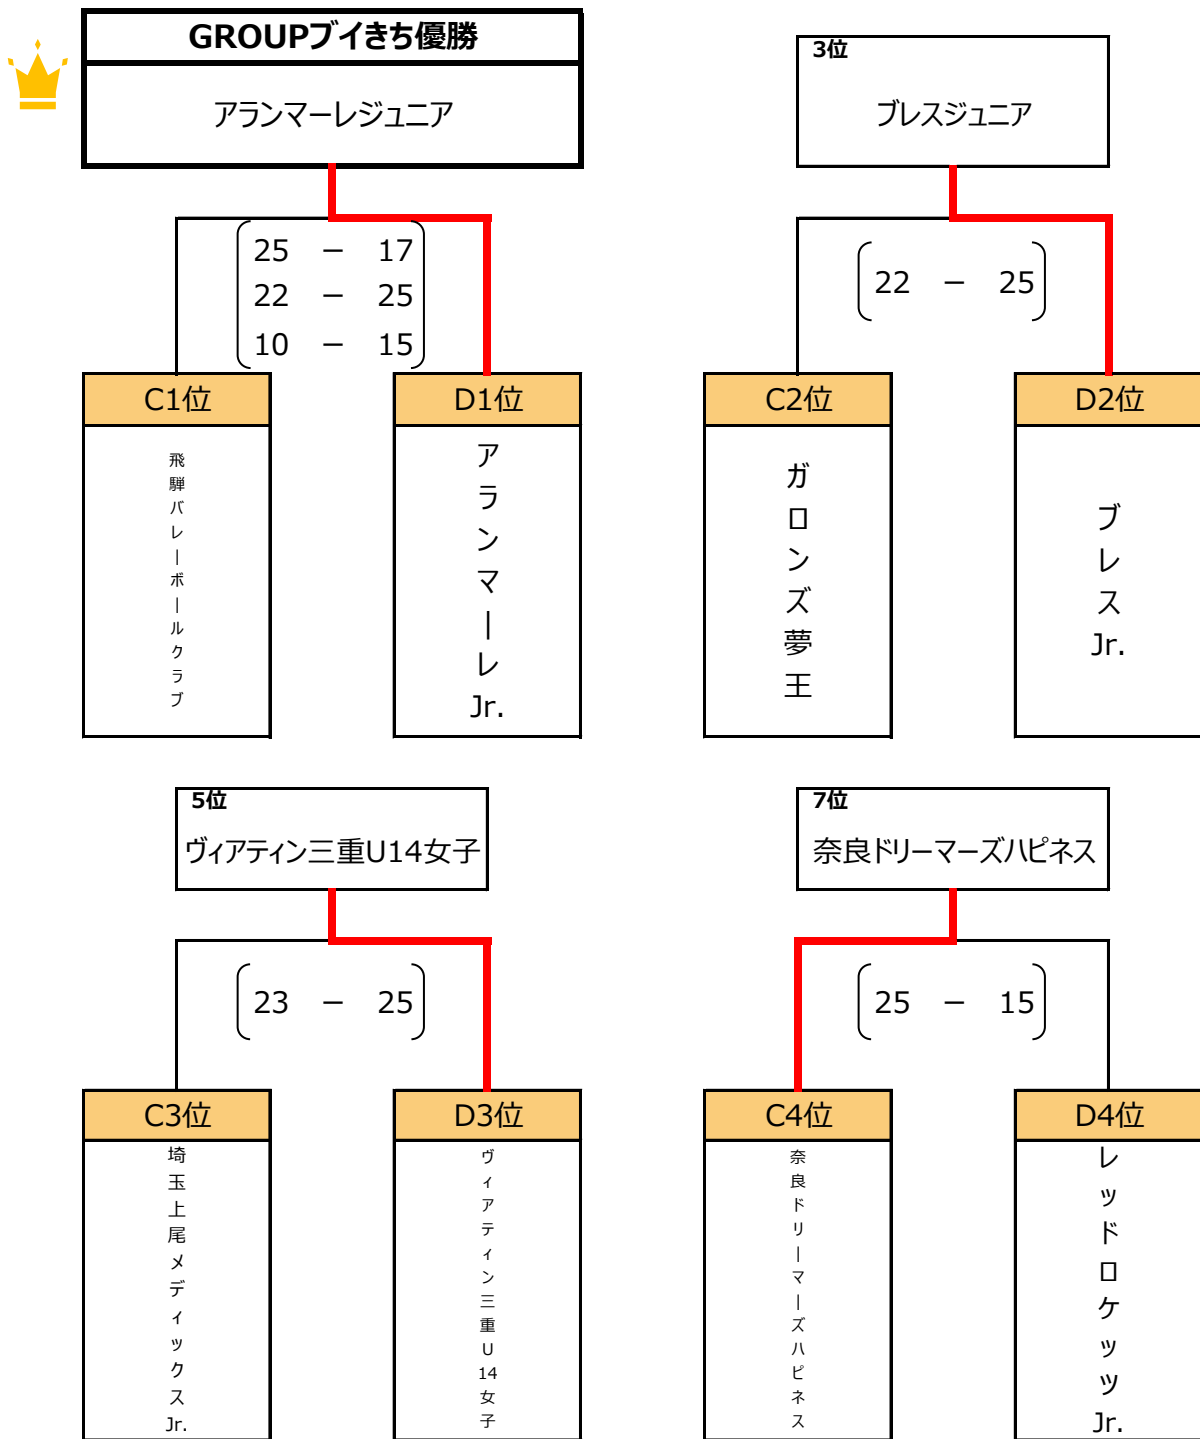 GROUPブイきち優勝
アランマーレジュニア
25 － 17
22 － 25
10 － 15
C1位
D1位
飛騨バレーボールクラブ
アランマーレJr.
3位
ブレスジュニア
22 － 25
C2位
D2位
ガロンズ夢王
ブレスJr.
5位
ヴィアティン三重U14女子
23 － 25
C3位
D3位
埼玉上尾メディックスJr.
ヴィアティン三重U14女子
7位
奈良ドリーマーズハピネス
25 － 15
C4位
D4位
奈良ドリーマーズハピネス
レッドロケッツJr.